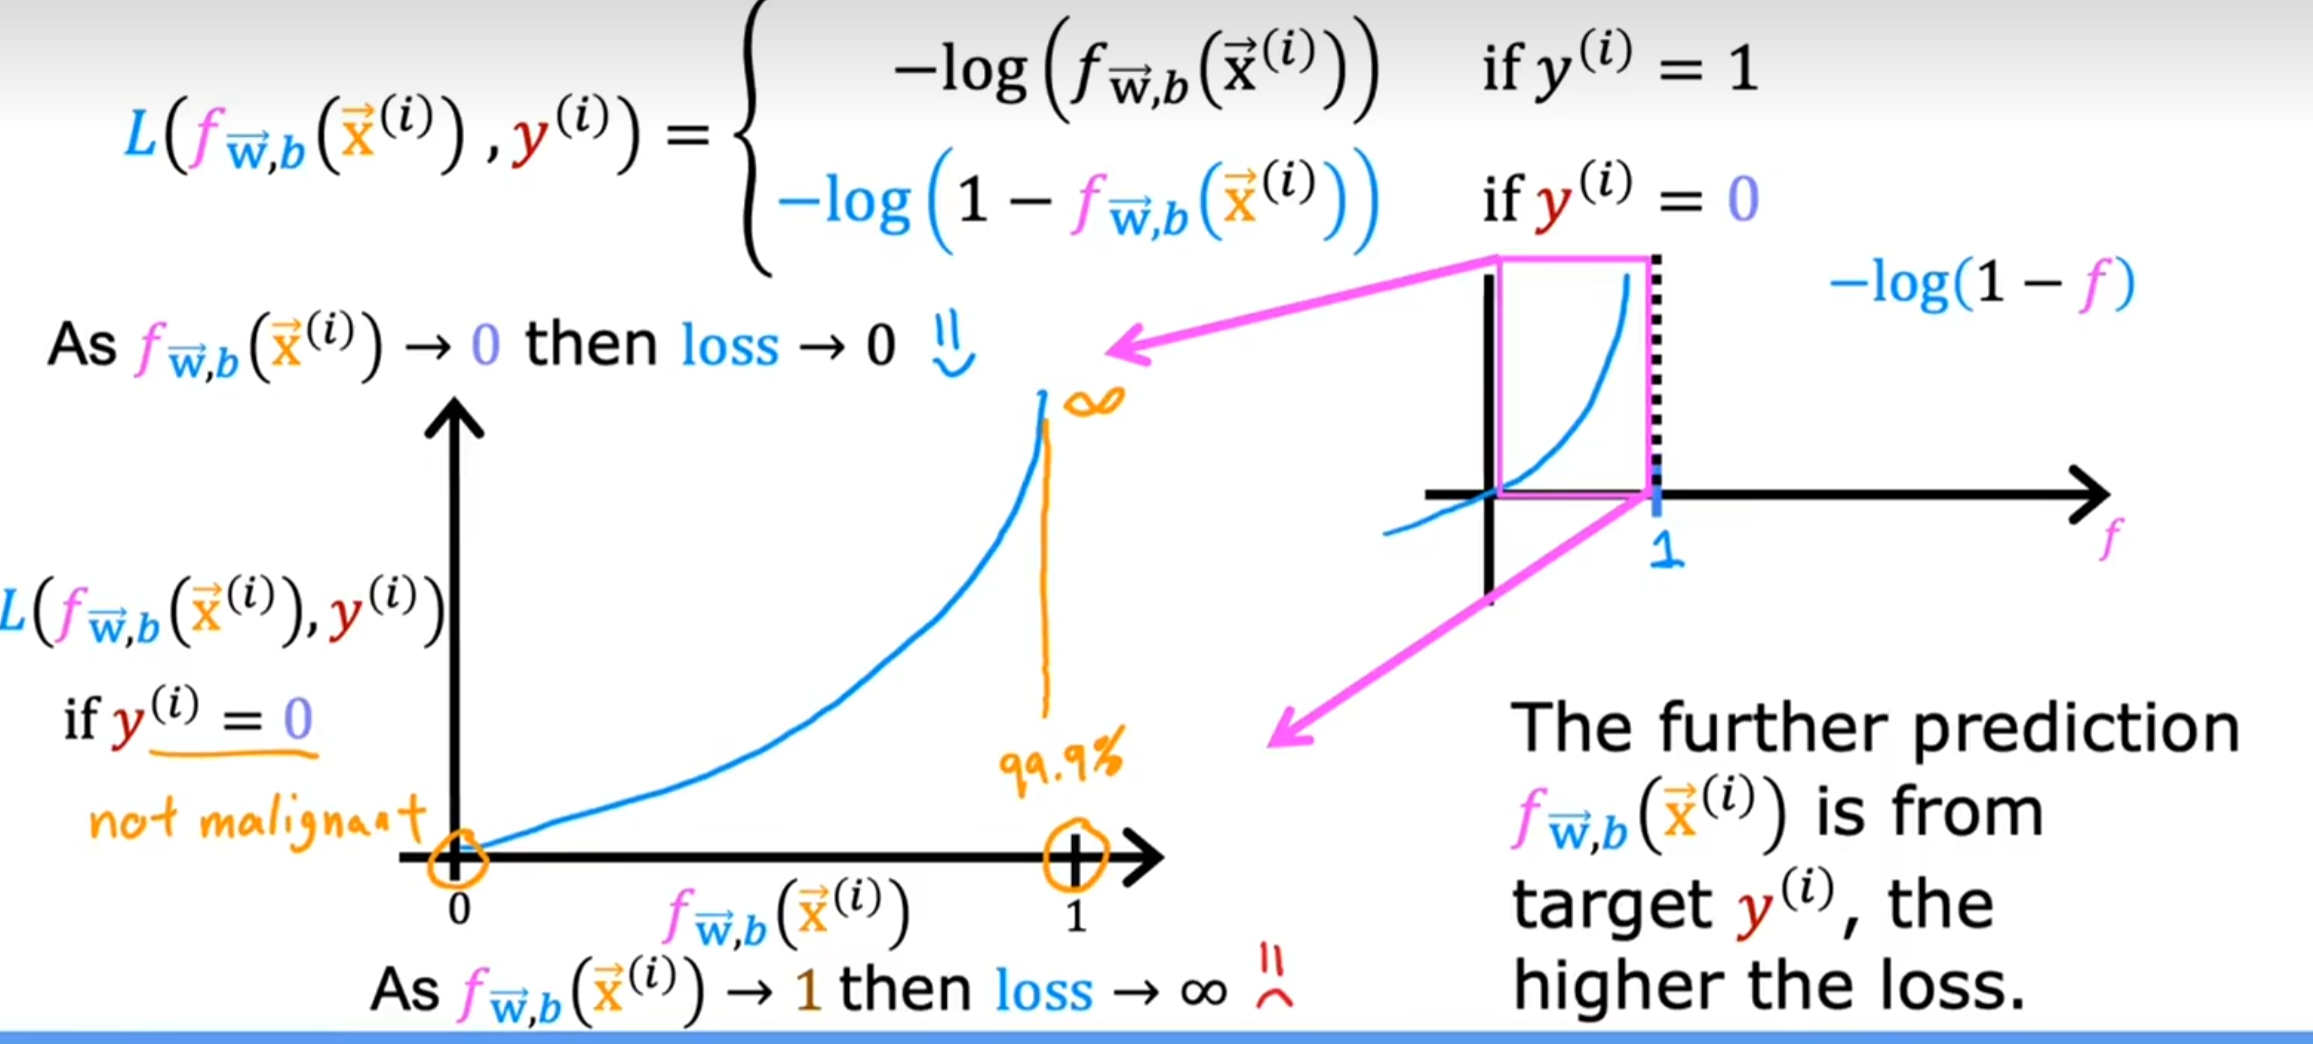 L(f_{w⃗,b}(x⃗^{(i)}), y^{(i)}) = { −log(f_{w⃗,b}(x⃗^{(i)})) if y^{(i)} = 1
−log(1 − f_{w⃗,b}(x⃗^{(i)})) if y^{(i)} = 0
−log(1 − f)
As f_{w⃗,b}(x⃗^{(i)}) → 0 then loss → 0
∞
1
f
L(f_{w⃗,b}(x⃗^{(i)}), y^{(i)})
if y^{(i)} = 0
not malignant
99.9%
0
f_{w⃗,b}(x⃗^{(i)})
1
As f_{w⃗,b}(x⃗^{(i)}) → 1 then loss → ∞
The further prediction
f_{w⃗,b}(x⃗^{(i)}) is from
target y^{(i)}, the
higher the loss.